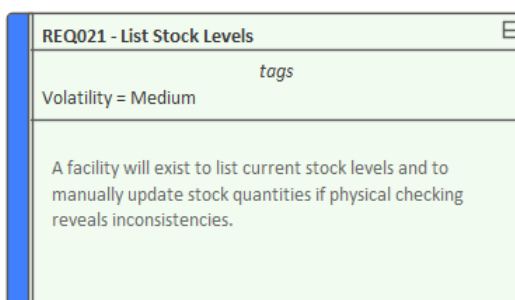 REQ021 - List Stock Levels
tags
Volatility = Medium
A facility will exist to list current stock levels and to
manually update stock quantities if physical checking
reveals inconsistencies.